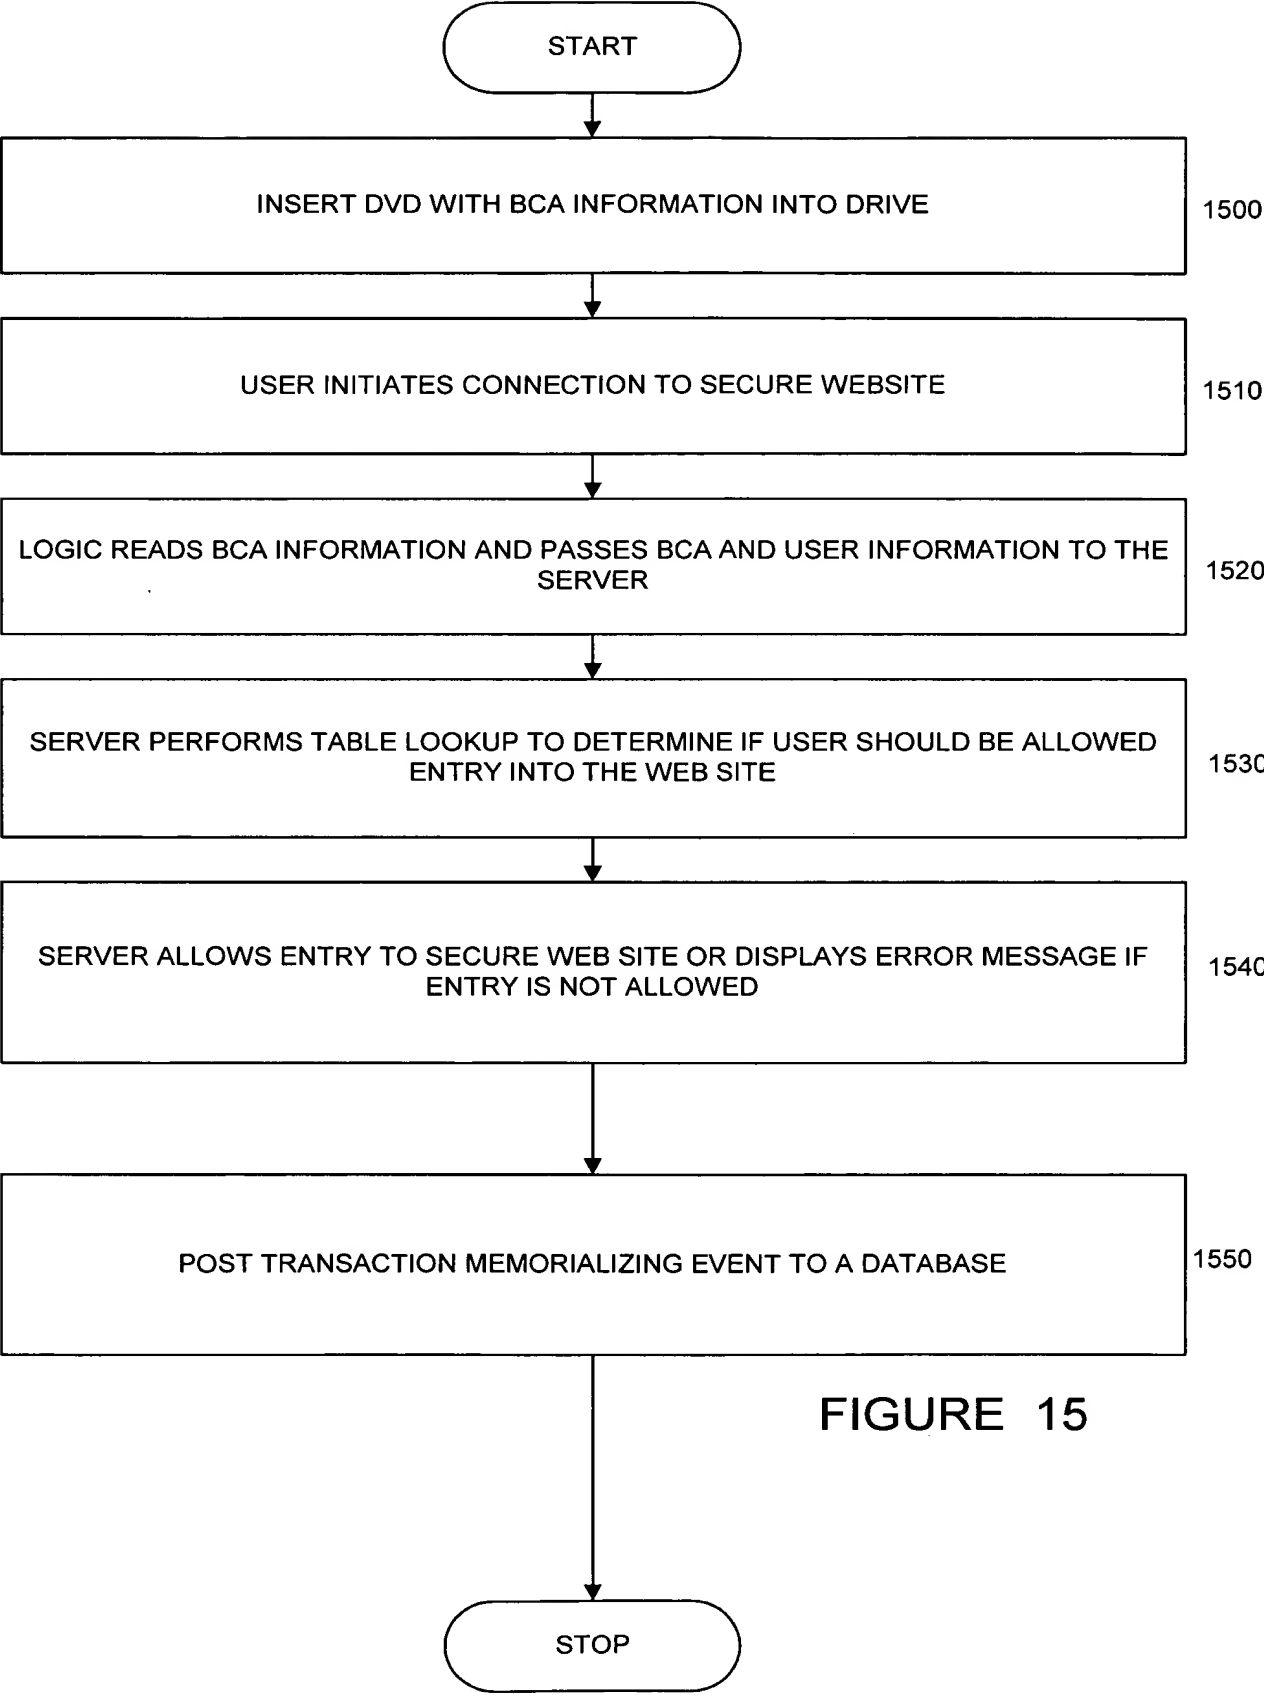 START
INSERT DVD WITH BCA INFORMATION INTO DRIVE
1500
USER INITIATES CONNECTION TO SECURE WEBSITE
1510
LOGIC READS BCA INFORMATION AND PASSES BCA AND USER INFORMATION TO THE
SERVER
1520
SERVER PERFORMS TABLE LOOKUP TO DETERMINE IF USER SHOULD BE ALLOWED
ENTRY INTO THE WEB SITE
1530
SERVER ALLOWS ENTRY TO SECURE WEB SITE OR DISPLAYS ERROR MESSAGE IF
ENTRY IS NOT ALLOWED
1540
POST TRANSACTION MEMORIALIZING EVENT TO A DATABASE
1550
FIGURE 15
STOP